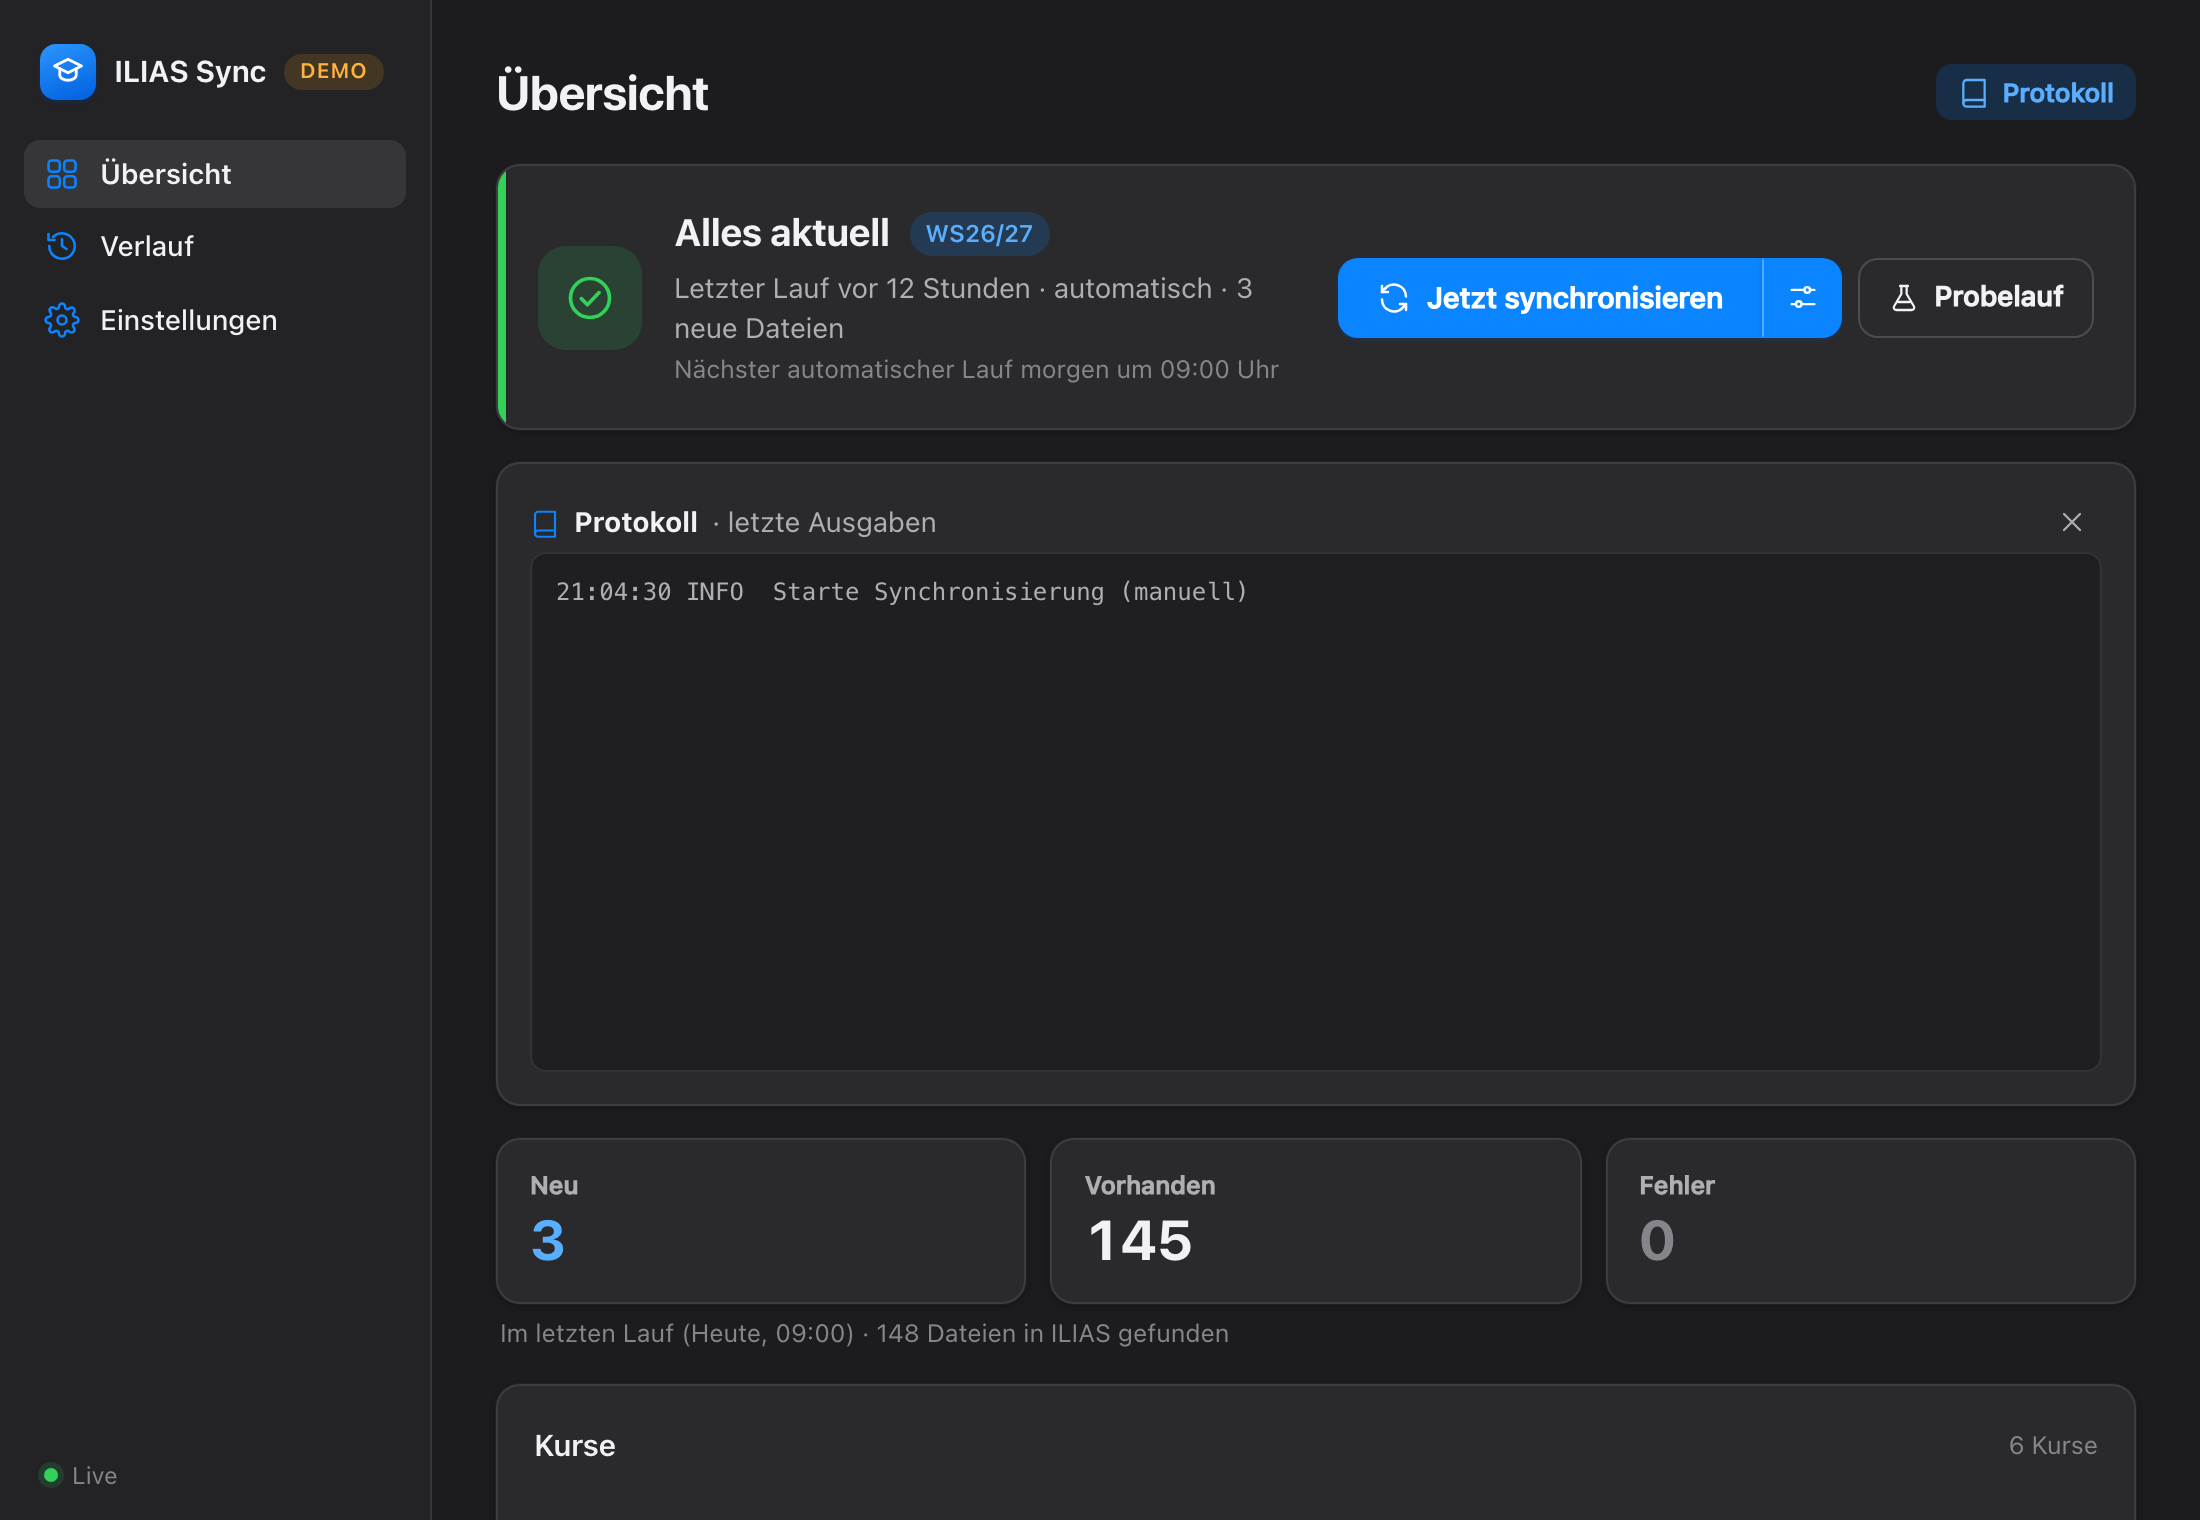 ILIAS Sync DEMO
Übersicht
Verlauf
Einstellungen
Live
Übersicht
Protokoll
Alles aktuell WS26/27
Letzter Lauf vor 12 Stunden · automatisch · 3
neue Dateien
Nächster automatischer Lauf morgen um 09:00 Uhr
Jetzt synchronisieren
Probelauf
Protokoll · letzte Ausgaben
21:04:30 INFO  Starte Synchronisierung (manuell)
Neu
3
Vorhanden
145
Fehler
0
Im letzten Lauf (Heute, 09:00) · 148 Dateien in ILIAS gefunden
Kurse
6 Kurse